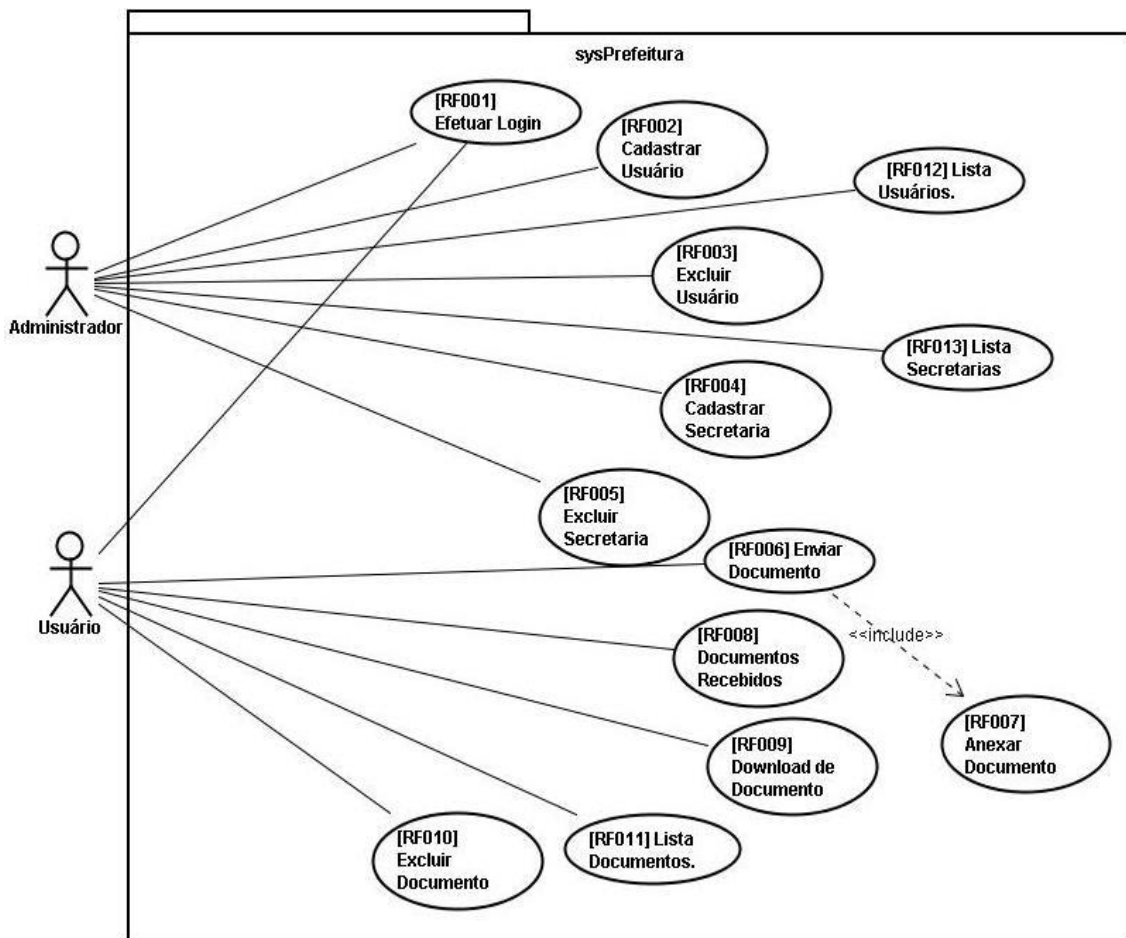 sysPrefeitura
[RF001]
Efetuar Login
[RF002]
Cadastrar
Usuário
[RF012] Lista
Usuários.
[RF003]
Excluir
Usuário
Administrador
[RF013] Lista
Secretarias
[RF004]
Cadastrar
Secretaria
[RF005]
Excluir
Secretaria
[RF006] Enviar
Documento
Usuário
<<include>>
[RF008]
Documentos
Recebidos
[RF007]
Anexar
Documento
[RF009]
Download de
Documento
[RF010]
Excluir
Documento
[RF011] Lista
Documentos.